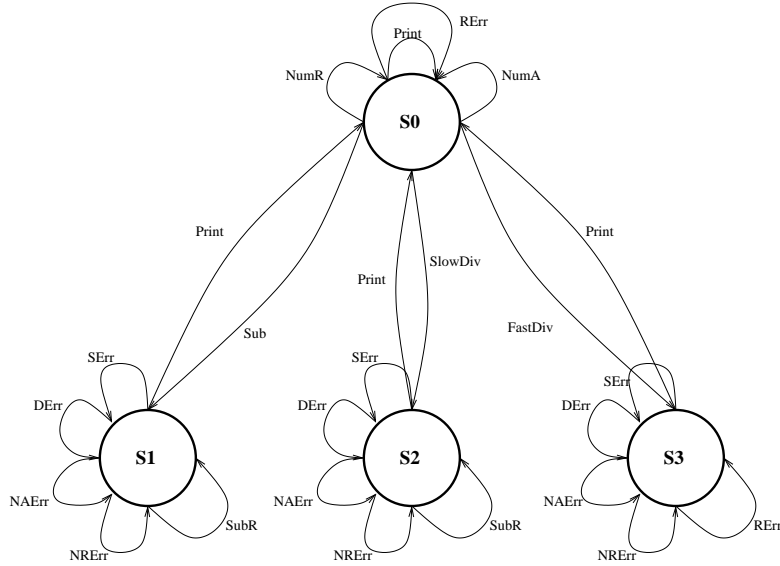 RErr
Print
NumR
NumA
S0
Print
Print
SlowDiv
Print
FastDiv
Sub
SErr
SErr
SErr
DErr
DErr
DErr
S1
S2
S3
NAErr
NAErr
NAErr
SubR
SubR
RErr
NRErr
NRErr
NRErr